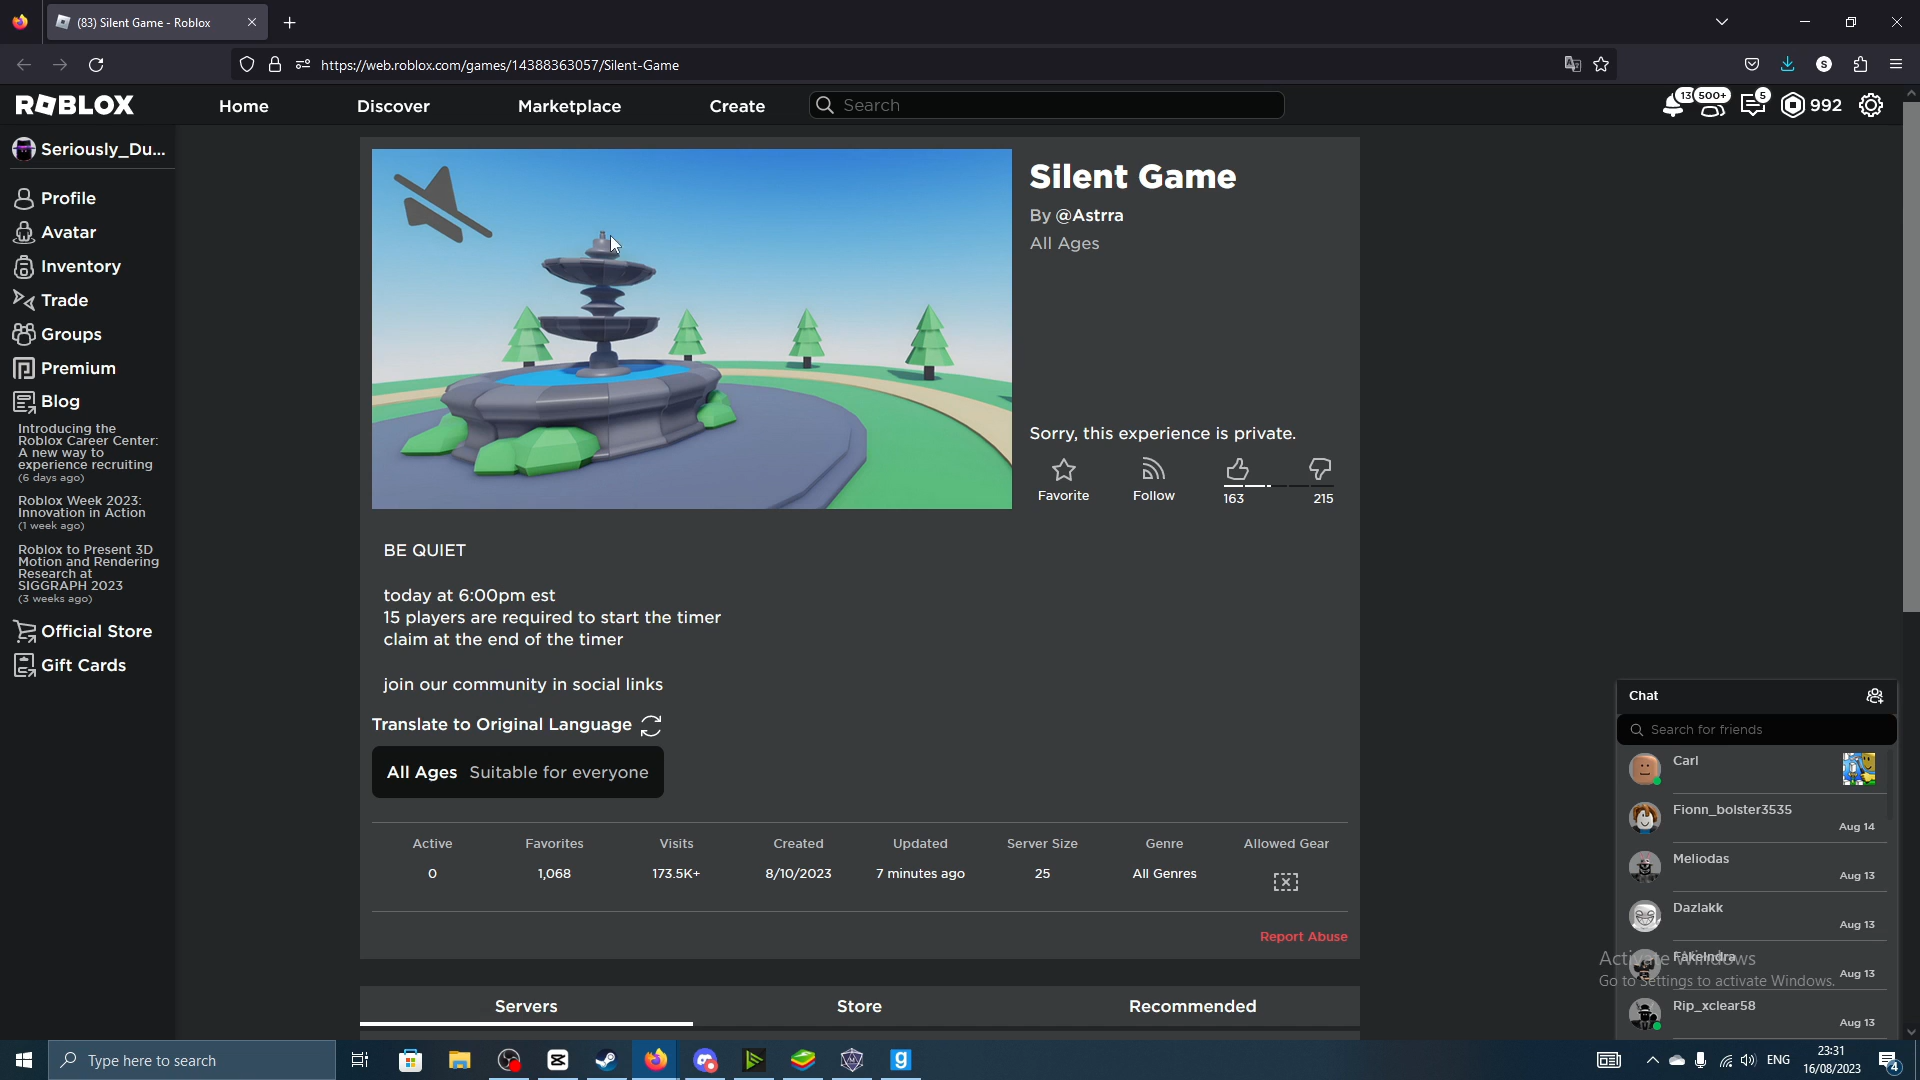 (83) Silent Game - Roblox
https://web.roblox.com/games/14388363057/Silent-Game
ROBLOX
Home
Discover
Marketplace
Create
Search
13
500+
5
992
Seriously_Du...
Profile
Avatar
Inventory
Trade
Groups
Premium
Blog
Introducing the
Roblox Career Center:
A new way to
experience recruiting
(6 days ago)
Roblox Week 2023:
Innovation in Action
(1 week ago)
Roblox to Present 3D
Motion and Rendering
Research at
SIGGRAPH 2023
(3 weeks ago)
Official Store
Gift Cards
Silent Game
By @Astrra
All Ages
Sorry, this experience is private.
Favorite
Follow
163
215
BE QUIET
today at 6:00pm est
15 players are required to start the timer
claim at the end of the timer
join our community in social links
Translate to Original Language
All Ages Suitable for everyone
Active Favorites Visits Created Updated Server Size Genre Allowed Gear
0 1,068 173.5K+ 8/10/2023 7 minutes ago 25 All Genres
Report Abuse
Servers
Store
Recommended
Chat
Search for friends
Carl
Fionn_bolster3535
Aug 14
Meliodas
Aug 13
Dazlakk
Aug 13
FakeIndra
Aug 13
Rip_xclear58
Aug 13
Activate Windows
Go to Settings to activate Windows.
Type here to search
ENG
23:31
16/08/2023
4